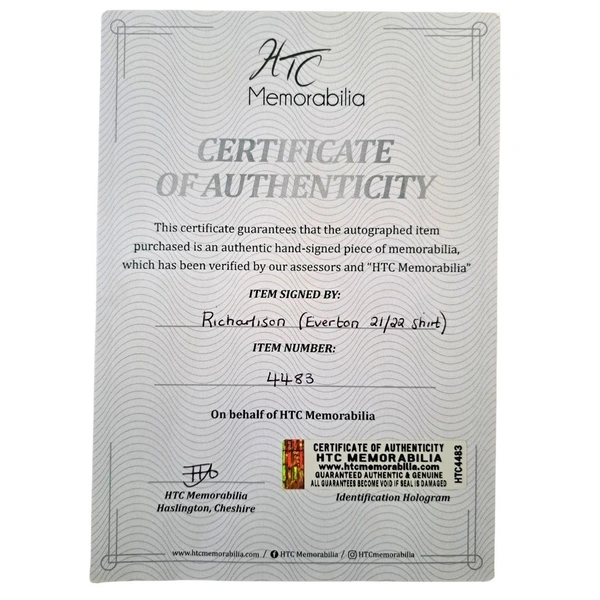 HTC
Memorabilia
CERTIFICATE
OF AUTHENTICITY
This certificate guarantees that the autographed item
purchased is an authentic hand-signed piece of memorabilia,
which has been verified by our assessors and “HTC Memorabilia”
ITEM SIGNED BY:
Richarlison (Everton 21/22 shirt)
ITEM NUMBER:
4483
On behalf of HTC Memorabilia
CERTIFICATE OF AUTHENTICITY
HTC MEMORABILIA
www.htcmemorabilia.com
GUARANTEED AUTHENTIC & GENUINE
ALL GUARANTEES BECOME VOID IF SEAL IS DAMAGED
HTC4483
HTC Memorabilia
Haslington, Cheshire
Identification Hologram
www.htcmemorabilia.com / HTC Memorabilia / HTCmemorabilia